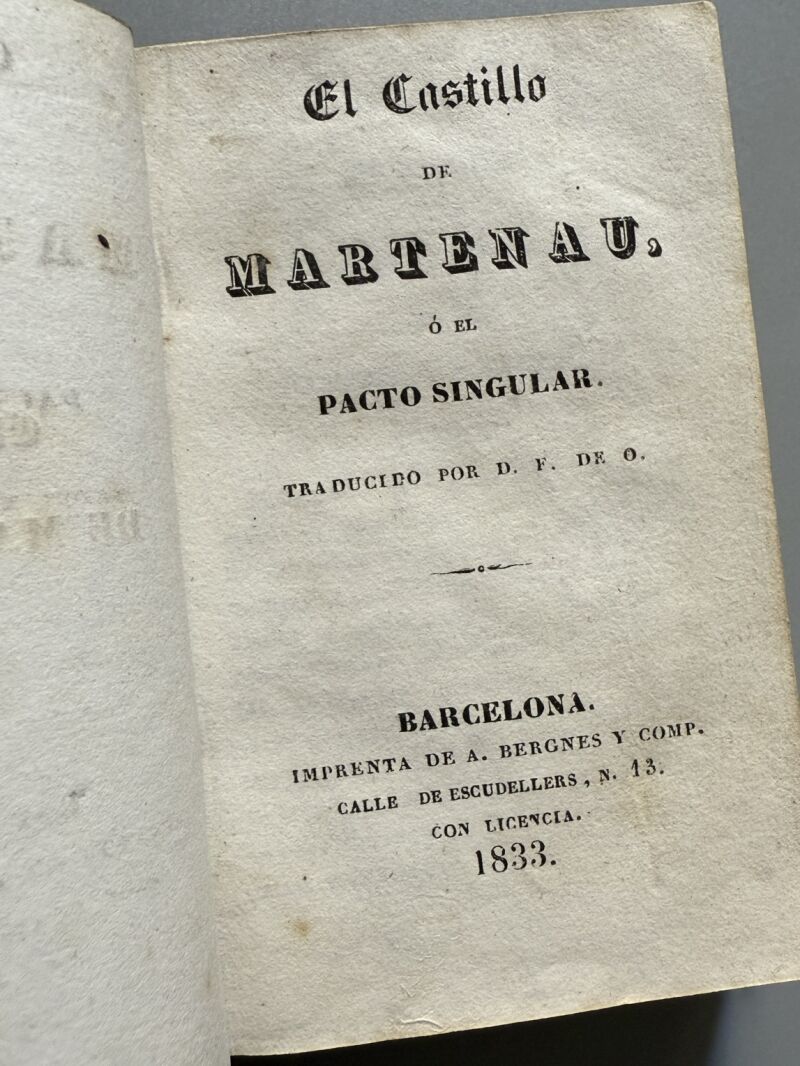 El Castillo
DE
MARTENAU,
Ó EL
PACTO SINGULAR.
TRADUCIDO POR D. F. DE O.
BARCELONA.
IMPRENTA DE A. BERGNES Y COMP.
CALLE DE ESCUDELLERS, N. 13.
CON LICENCIA.
1833.